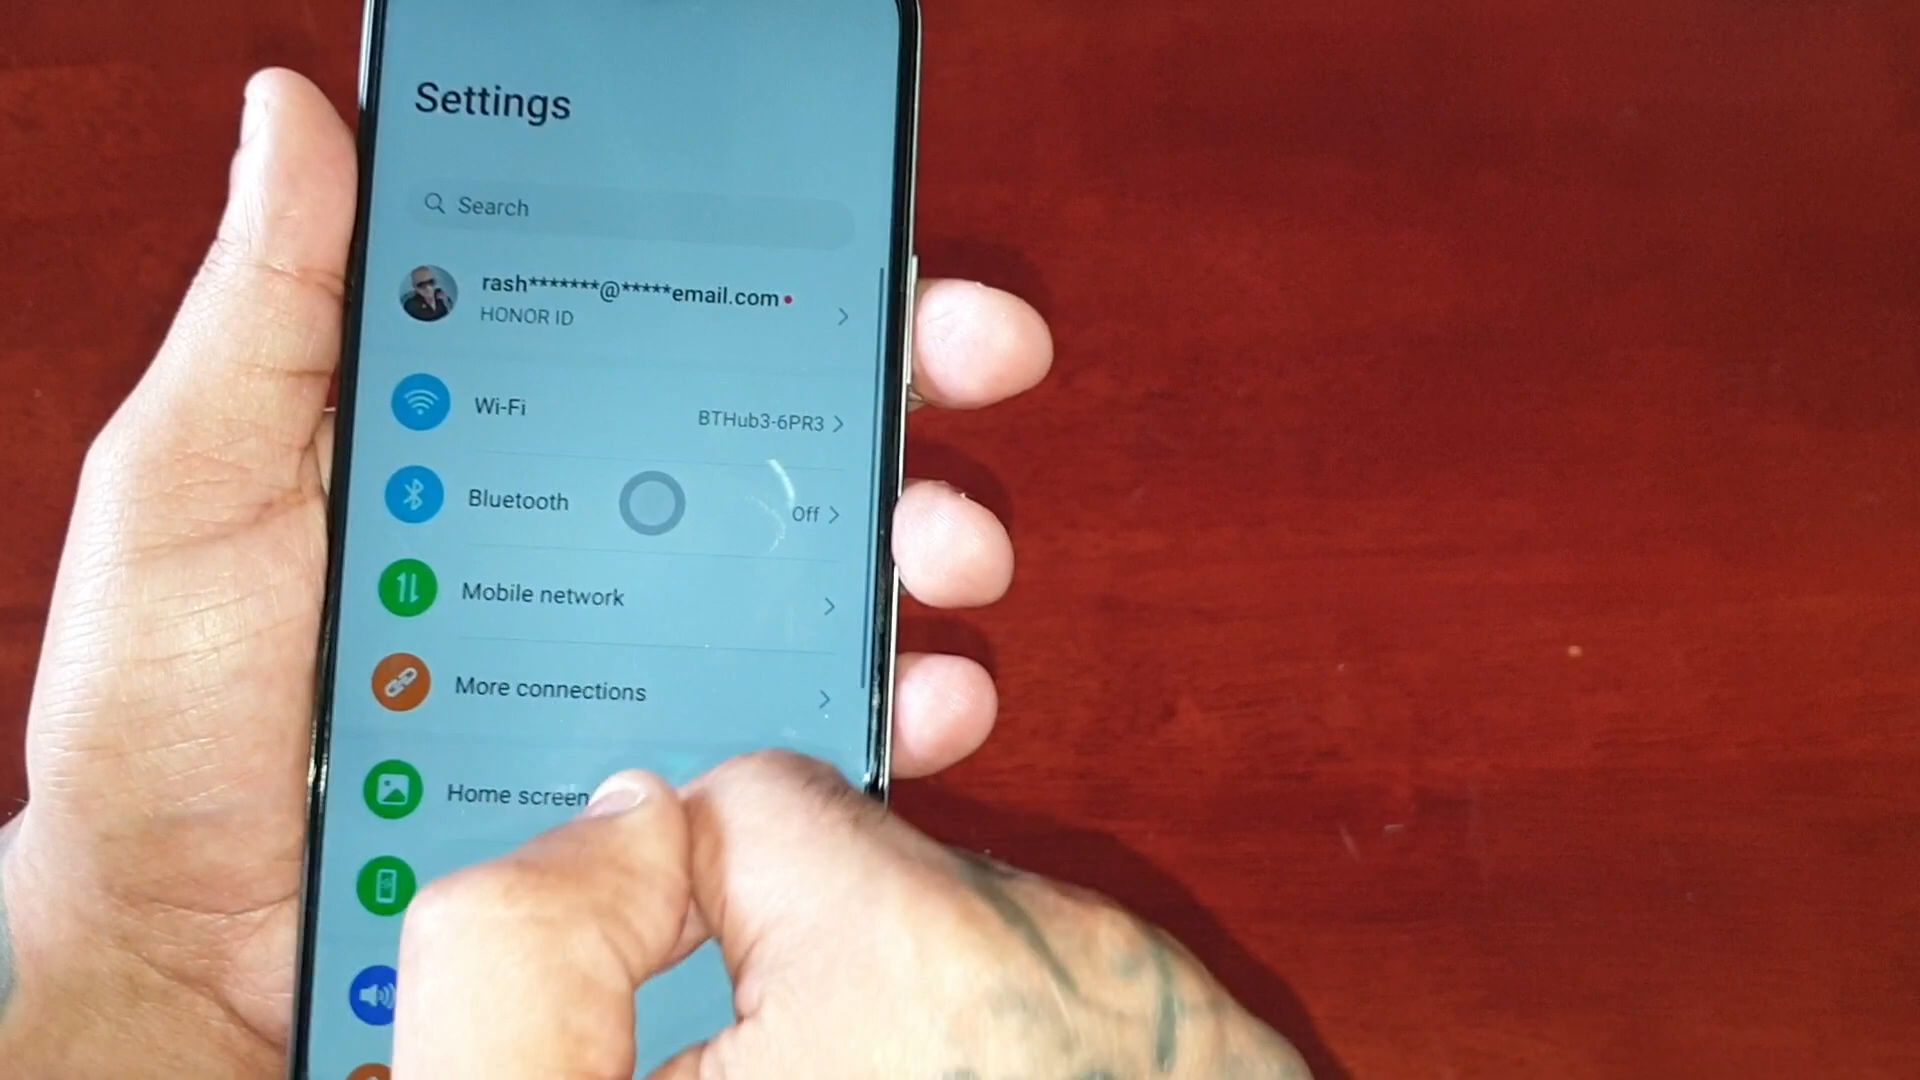 Settings
Search
rash*******@*****email.com
HONOR ID
Wi-Fi
BTHub3-6PR3
Bluetooth
Off
Mobile network
More connections
Home screen